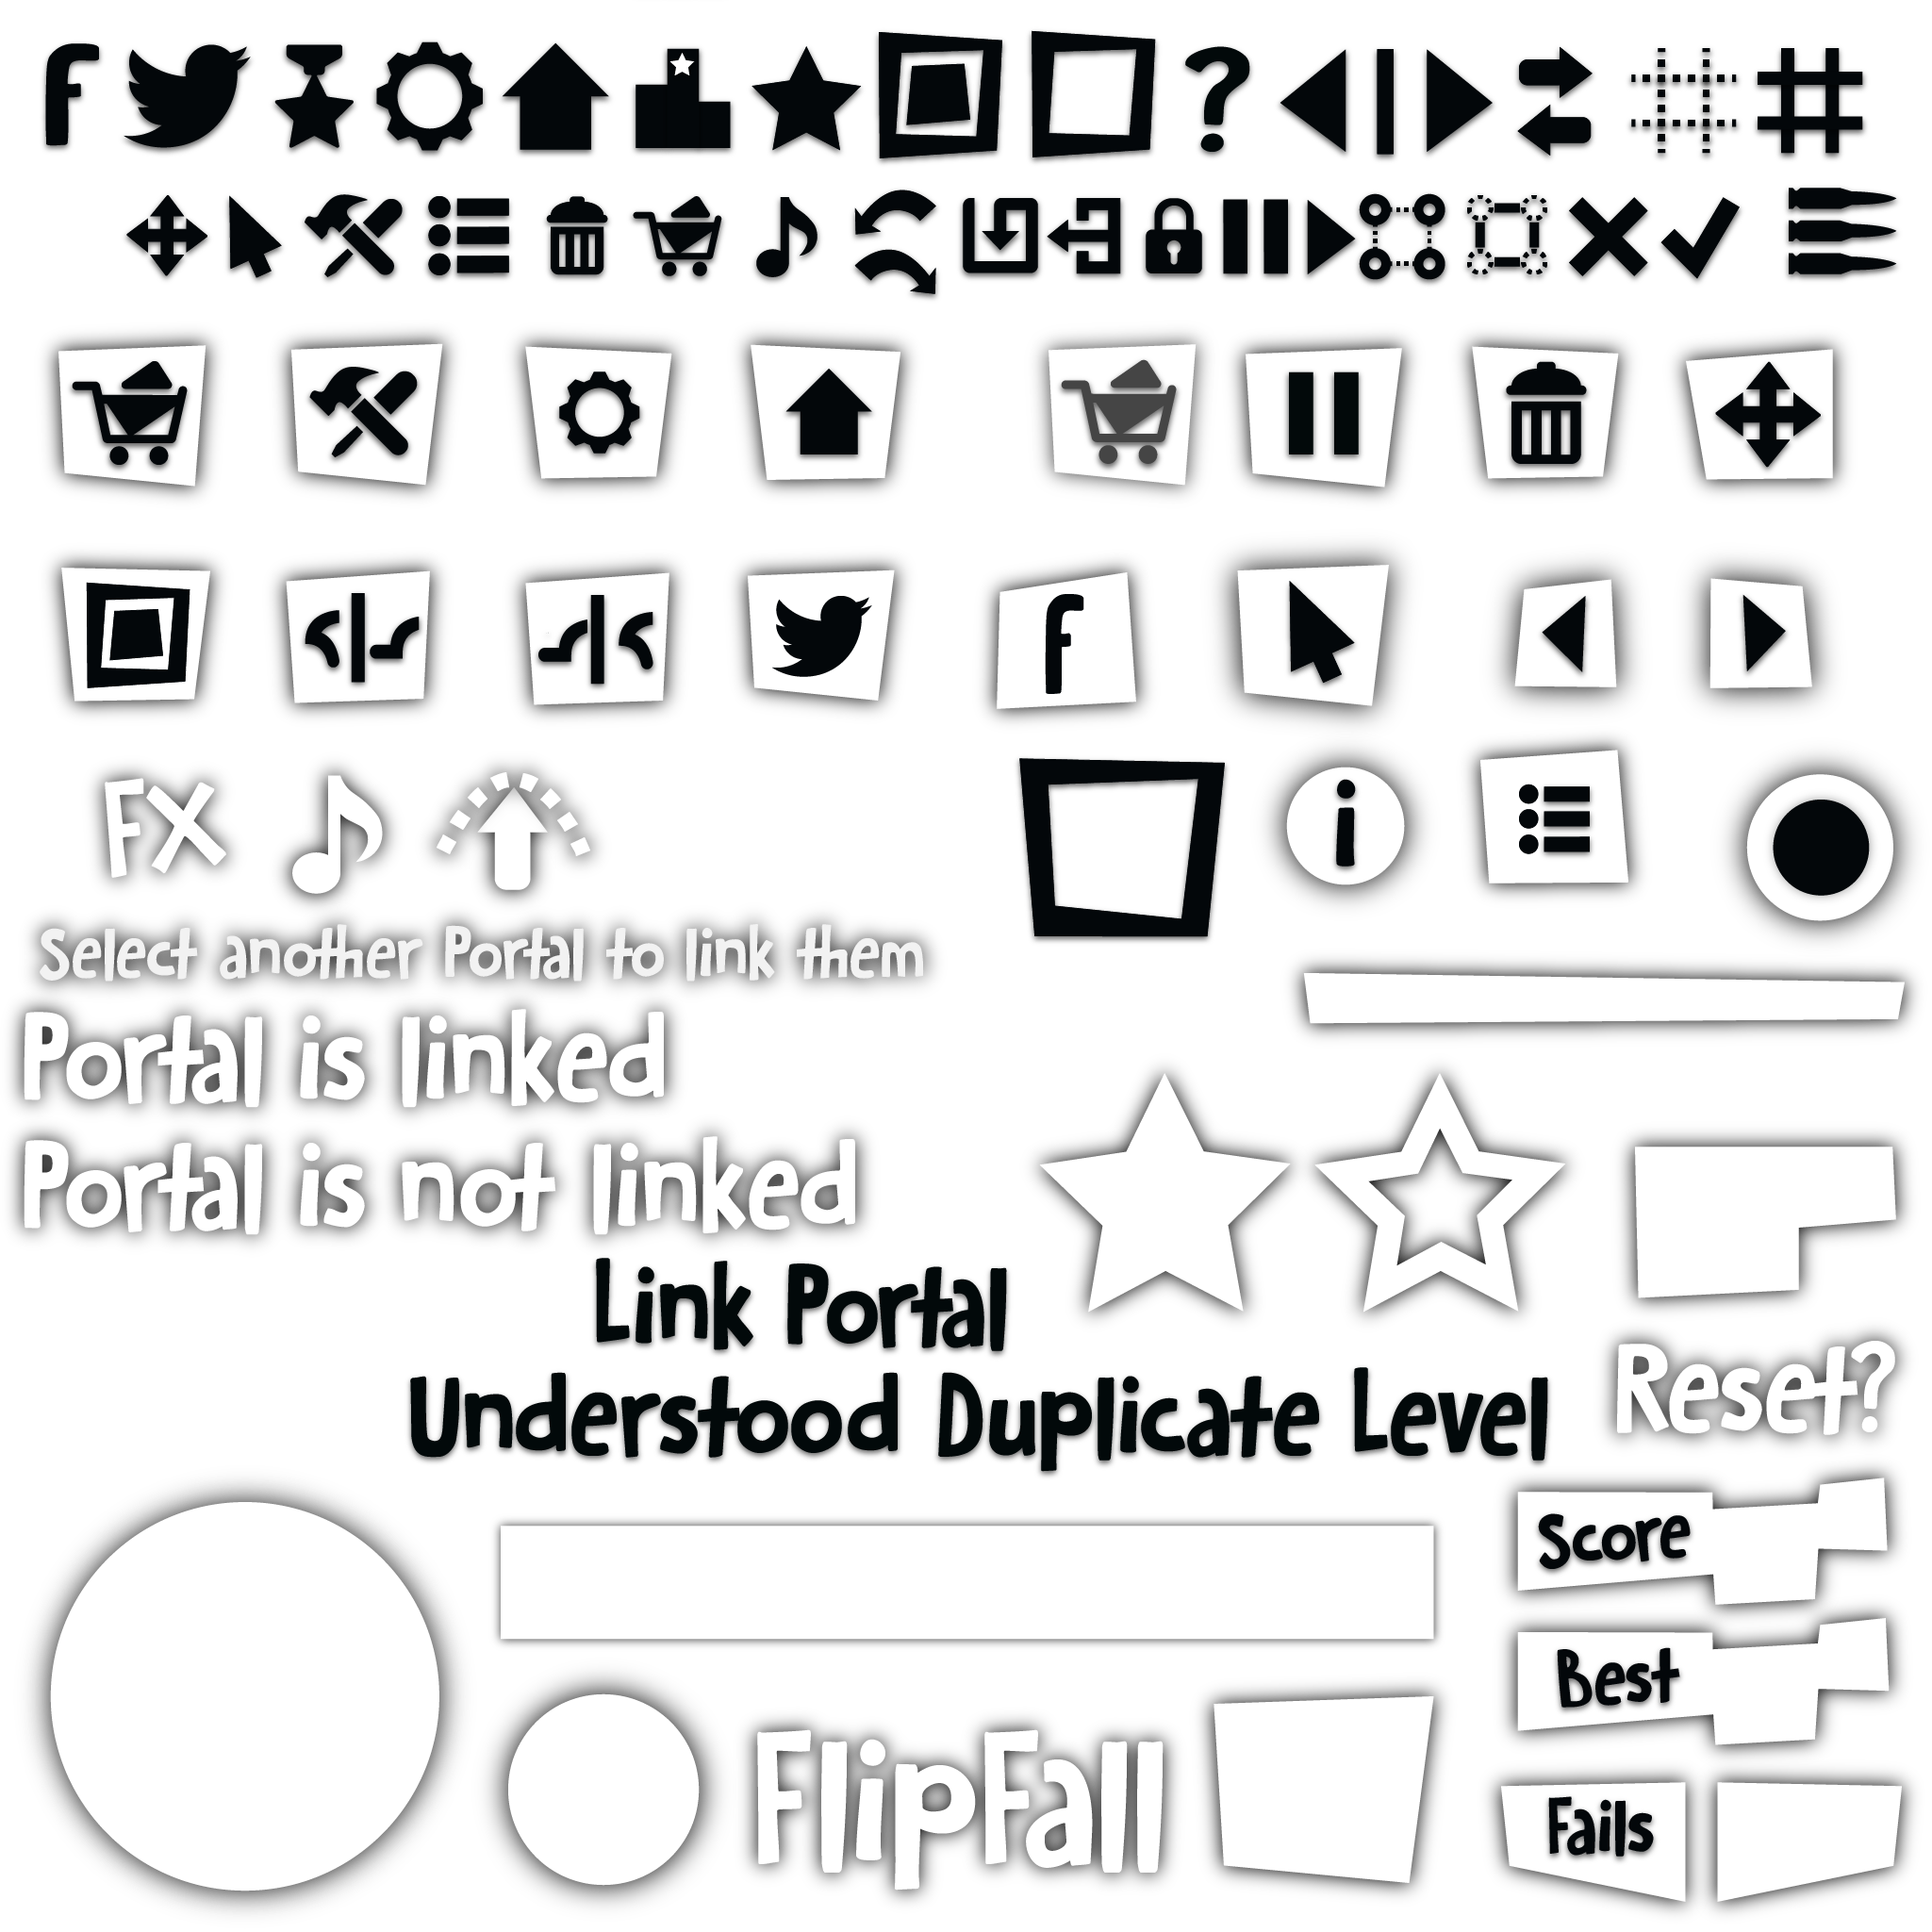 f
?
f
FX
i
Select another Portal to link them
Portal is linked
Portal is not linked
Link Portal
Understood Duplicate Level
Reset?
Score
Best
FlipFall
Fails